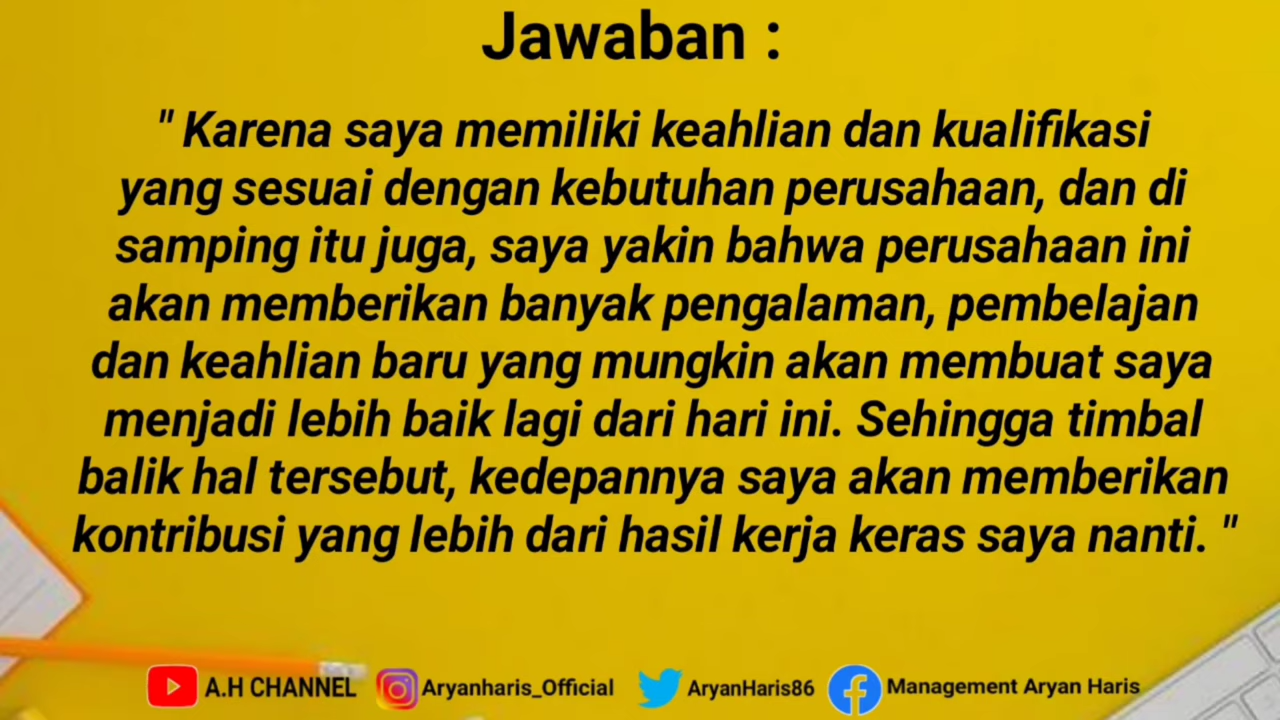 Jawaban :
" Karena saya memiliki keahlian dan kualifikasi
yang sesuai dengan kebutuhan perusahaan, dan di
samping itu juga, saya yakin bahwa perusahaan ini
akan memberikan banyak pengalaman, pembelajan
dan keahlian baru yang mungkin akan membuat saya
menjadi lebih baik lagi dari hari ini. Sehingga timbal
balik hal tersebut, kedepannya saya akan memberikan
kontribusi yang lebih dari hasil kerja keras saya nanti. "
A.H CHANNEL Aryanharis_Official AryanHaris86 Management Aryan Haris